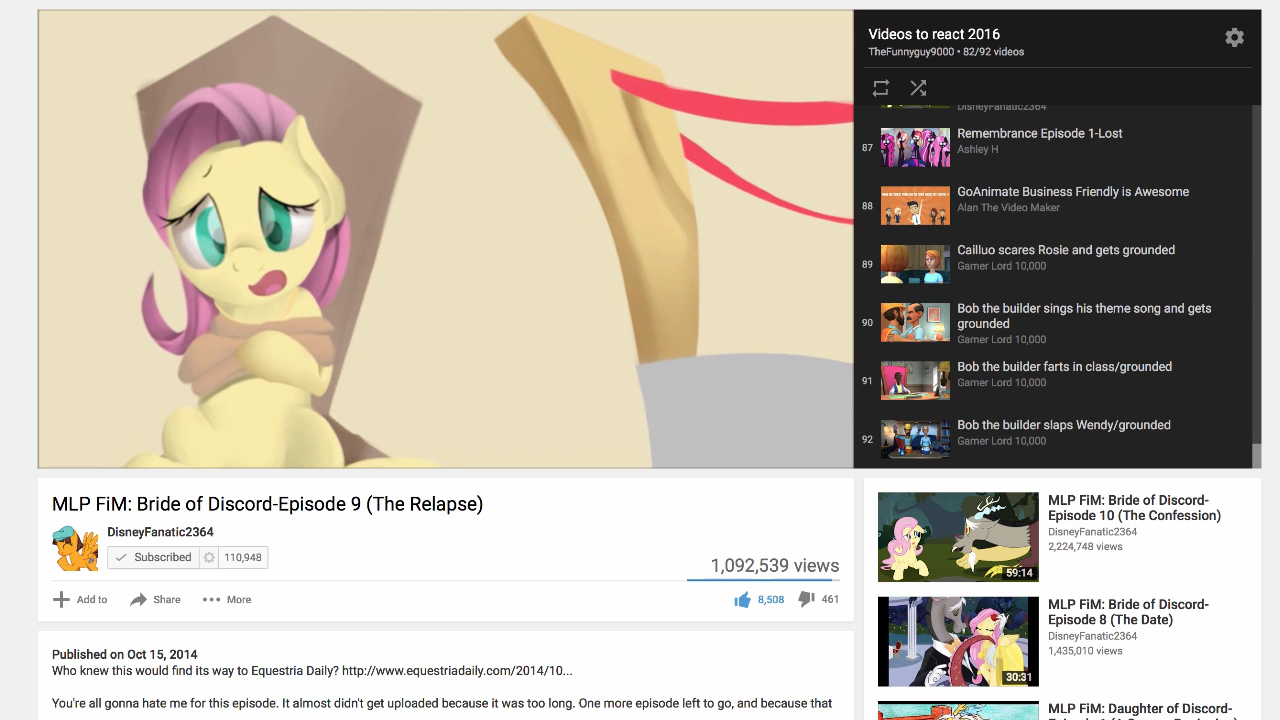 Videos to react 2016
TheFunnyguy9000 • 82/92 videos
DisneyFanatic2364
87
Remembrance Episode 1-Lost
Ashley H
88
GoAnimate Business Friendly is Awesome
Alan The Video Maker
89
Cailluo scares Rosie and gets grounded
Gamer Lord 10,000
90
Bob the builder sings his theme song and gets
grounded
Gamer Lord 10,000
91
Bob the builder farts in class/grounded
Gamer Lord 10,000
92
Bob the builder slaps Wendy/grounded
Gamer Lord 10,000
MLP FiM: Bride of Discord-Episode 9 (The Relapse)
DisneyFanatic2364
Subscribed 110,948
1,092,539 views
Add to Share More
8,508 461
Published on Oct 15, 2014
Who knew this would find its way to Equestria Daily? http://www.equestriadaily.com/2014/10...
You're all gonna hate me for this episode. It almost didn't get uploaded because it was too long. One more episode left to go, and because that
MLP FiM: Bride of Discord-
Episode 10 (The Confession)
DisneyFanatic2364
2,224,748 views
59:14
MLP FiM: Bride of Discord-
Episode 8 (The Date)
DisneyFanatic2364
1,435,010 views
30:31
MLP FiM: Daughter of Discord-